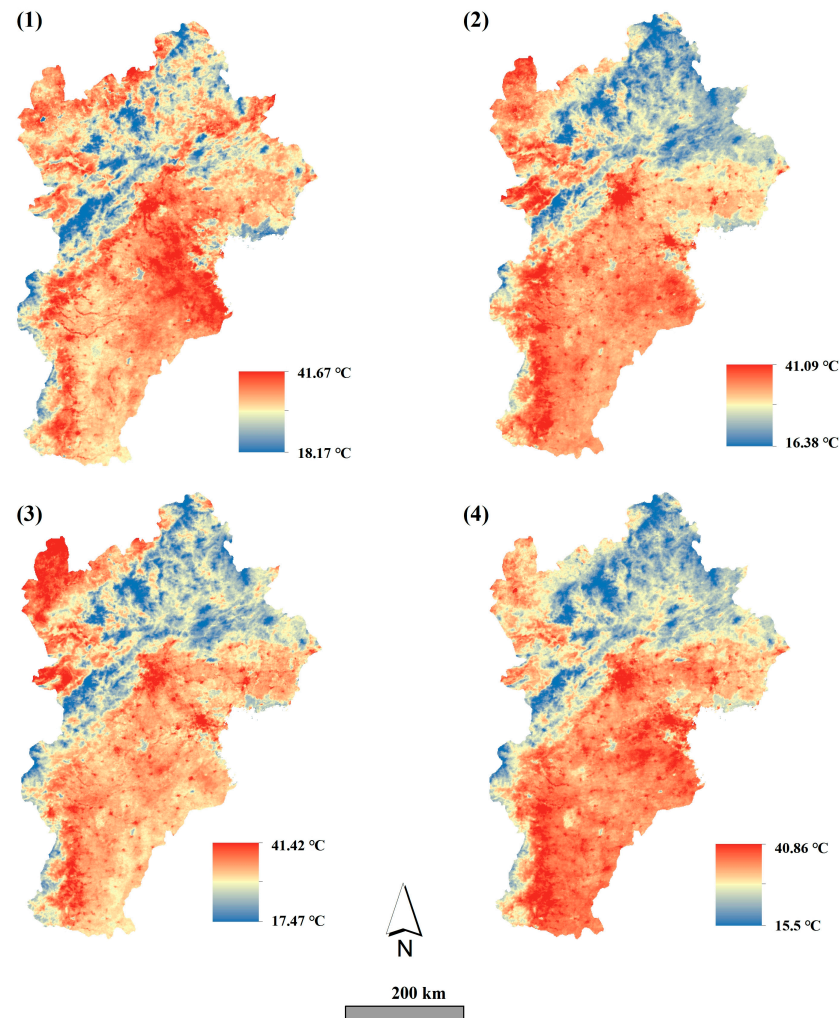 (1)
(2)
41.67 °C
18.17 °C
41.09 °C
16.38 °C
(3)
(4)
41.42 °C
17.47 °C
40.86 °C
15.5 °C
N
200 km